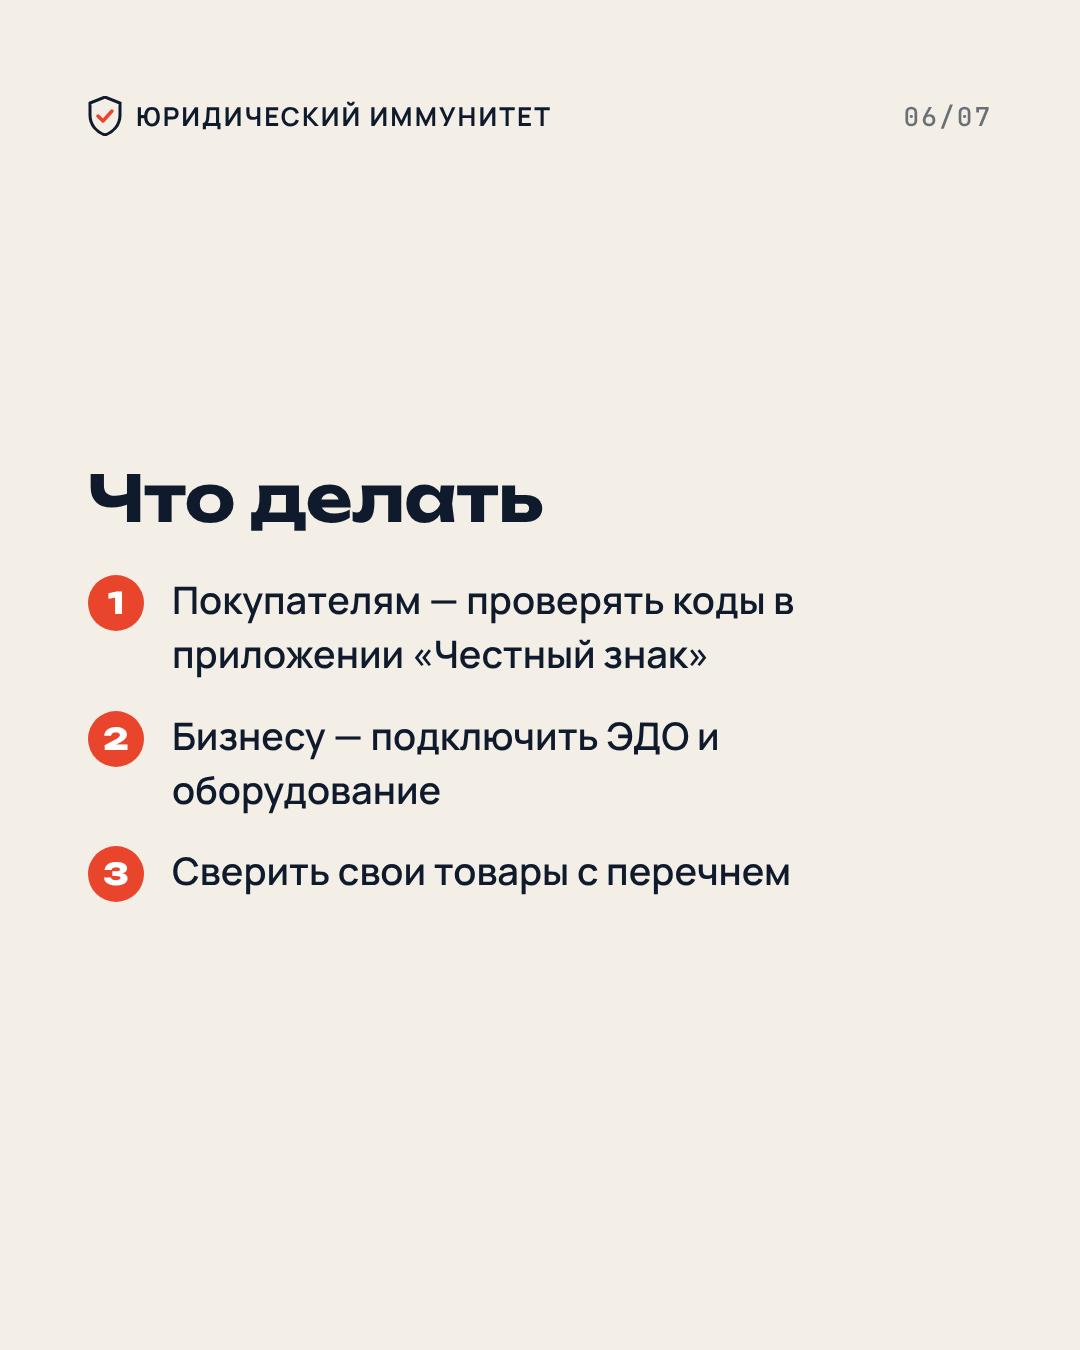 ЮРИДИЧЕСКИЙ ИММУНИТЕТ
06/07
Что делать
1 Покупателям — проверять коды в
приложении «Честный знак»
2 Бизнесу — подключить ЭДО и
оборудование
3 Сверить свои товары с перечнем